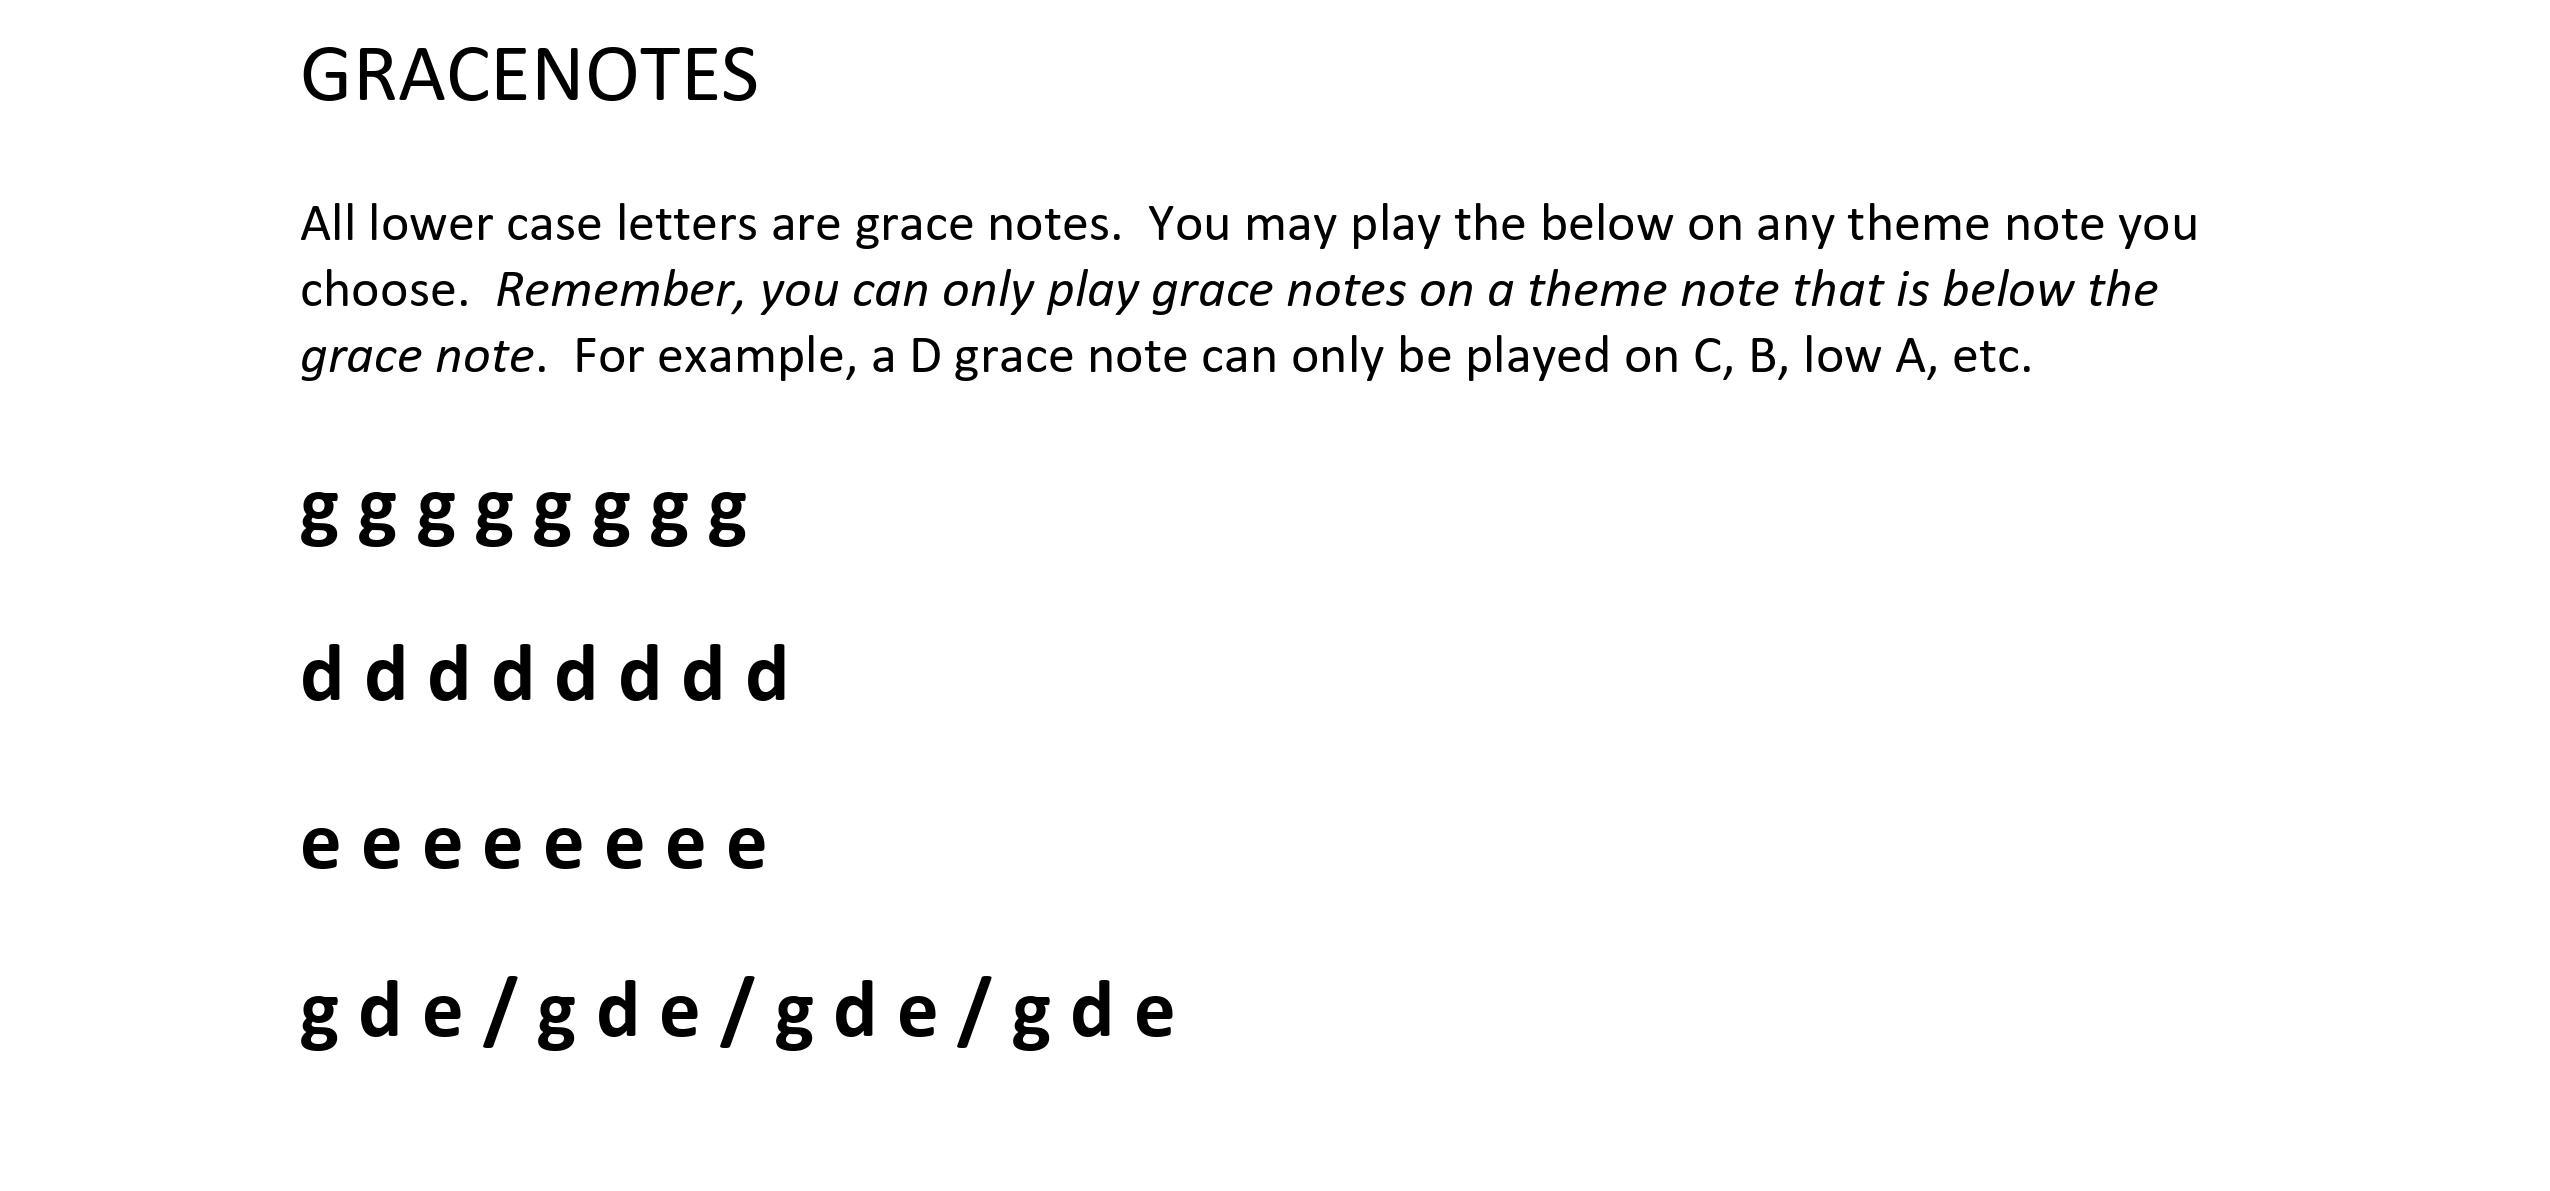 GRACENOTES
All lower case letters are grace notes.  You may play the below on any theme note you
choose.  Remember, you can only play grace notes on a theme note that is below the
grace note.  For example, a D grace note can only be played on C, B, low A, etc.
g g g g g g g g
d d d d d d d d
e e e e e e e e
g d e / g d e / g d e / g d e